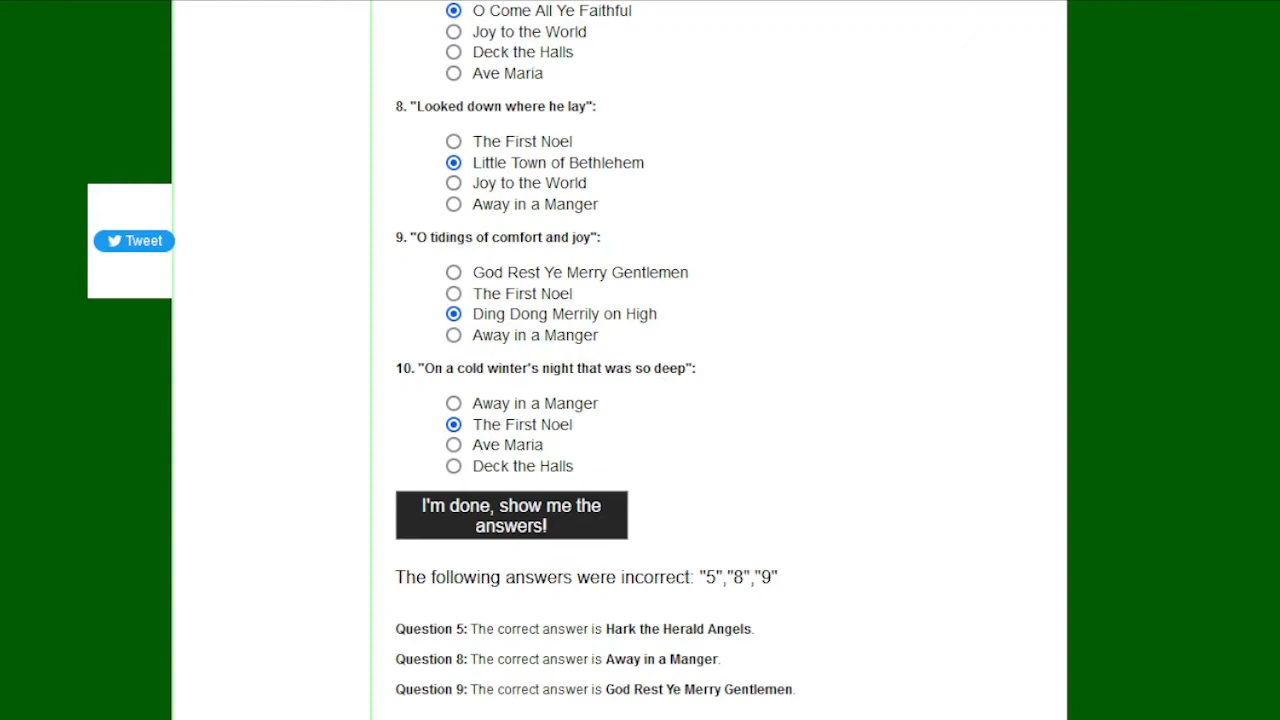 O Come All Ye Faithful
Joy to the World
Deck the Halls
Ave Maria
8. "Looked down where he lay":
The First Noel
Little Town of Bethlehem
Joy to the World
Away in a Manger
Tweet
9. "O tidings of comfort and joy":
God Rest Ye Merry Gentlemen
The First Noel
Ding Dong Merrily on High
Away in a Manger
10. "On a cold winter's night that was so deep":
Away in a Manger
The First Noel
Ave Maria
Deck the Halls
I'm done, show me the
answers!
The following answers were incorrect: "5","8","9"
Question 5: The correct answer is Hark the Herald Angels.
Question 8: The correct answer is Away in a Manger.
Question 9: The correct answer is God Rest Ye Merry Gentlemen.